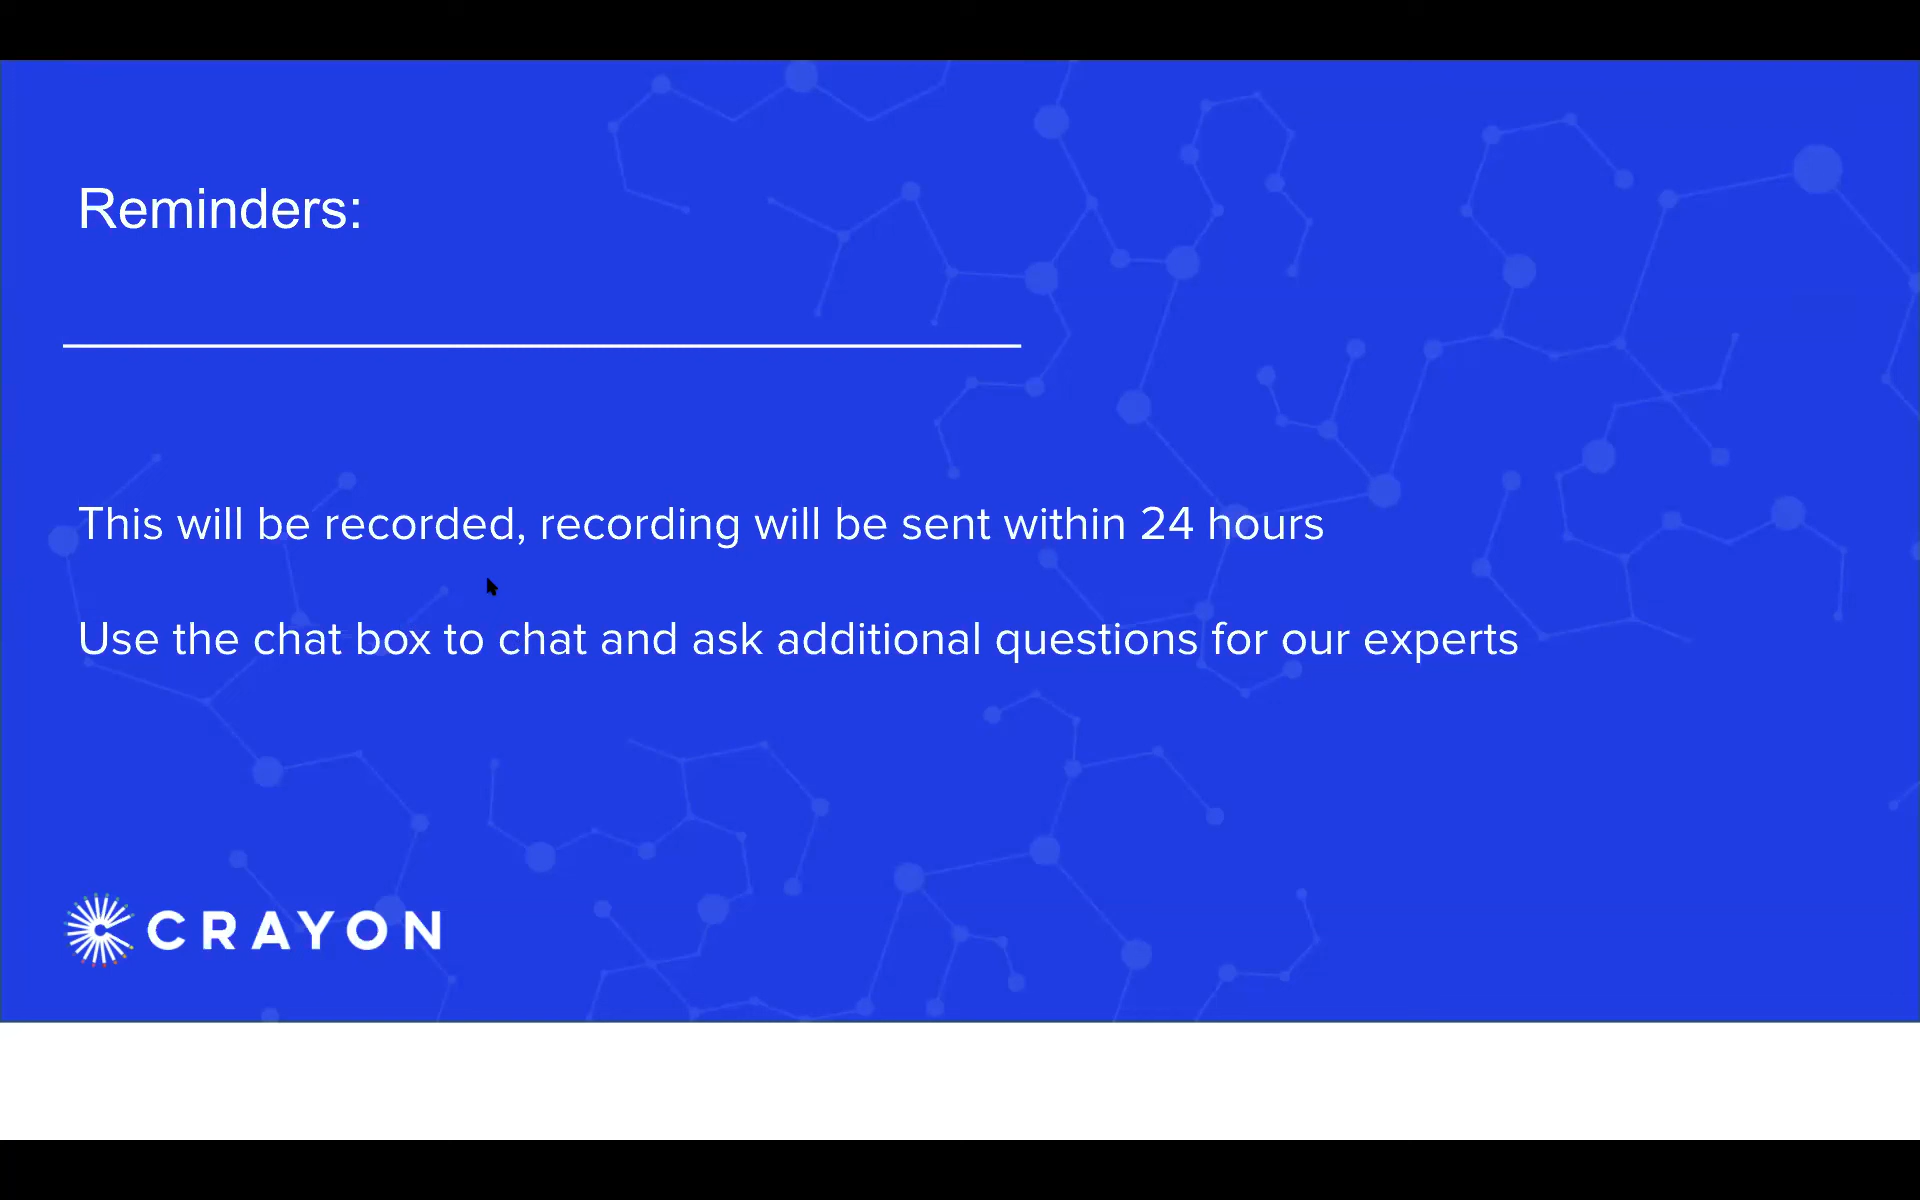 Reminders:
This will be recorded, recording will be sent within 24 hours
Use the chat box to chat and ask additional questions for our experts
CRAYON